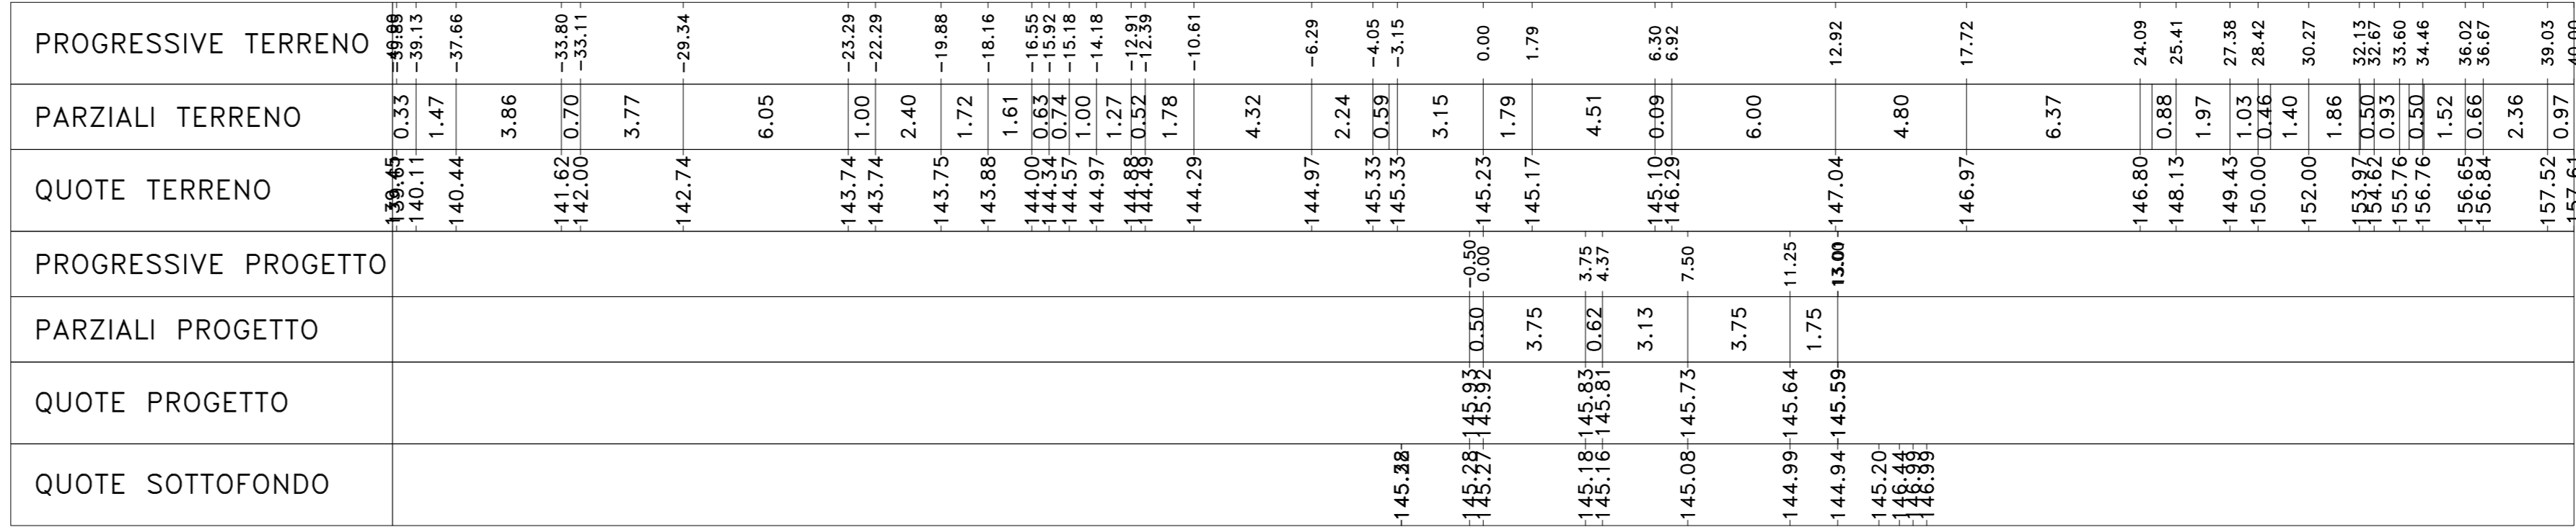 PROGRESSIVE TERRENO -39.13 -37.66 -33.80 -33.11 -29.34 -23.29 -22.29 -19.88 -18.16 -16.55 -15.92 -15.18 -14.18 -12.91 -12.39 -10.61 -6.29 -4.05 -3.15 0.00 1.79 6.30 6.92 12.92 17.72 24.09 25.41 27.38 28.42 30.27 32.13 32.67 33.60 34.46 36.02 36.67 39.03 40.00
PARZIALI TERRENO 0.33 1.47 3.86 0.70 3.77 6.05 1.00 2.40 1.72 1.61 0.63 0.74 1.00 1.27 0.52 1.78 4.32 2.24 0.59 3.15 1.79 4.51 0.09 6.00 4.80 6.37 0.88 1.97 1.03 0.46 1.40 1.86 0.50 0.93 0.50 1.52 0.66 2.36 0.97
QUOTE TERRENO 140.11 140.44 141.62 142.00 142.74 143.74 143.74 143.75 143.88 144.00 144.34 144.57 144.97 144.88 144.49 144.29 144.97 145.33 145.33 145.23 145.17 145.10 146.29 147.04 146.97 146.80 148.13 149.43 150.00 152.00 153.97 154.62 155.76 156.76 156.65 156.84 157.52 157.61
PROGRESSIVE PROGETTO -0.50 0.00 3.75 4.37 7.50 11.25
PARZIALI PROGETTO 0.50 3.75 0.62 3.13 3.75 1.75
QUOTE PROGETTO 145.93 145.92 145.83 145.81 145.73 145.64 145.59
QUOTE SOTTOFONDO 145.28 145.27 145.18 145.16 145.08 144.99 144.94 145.20 146.44 146.99 146.99